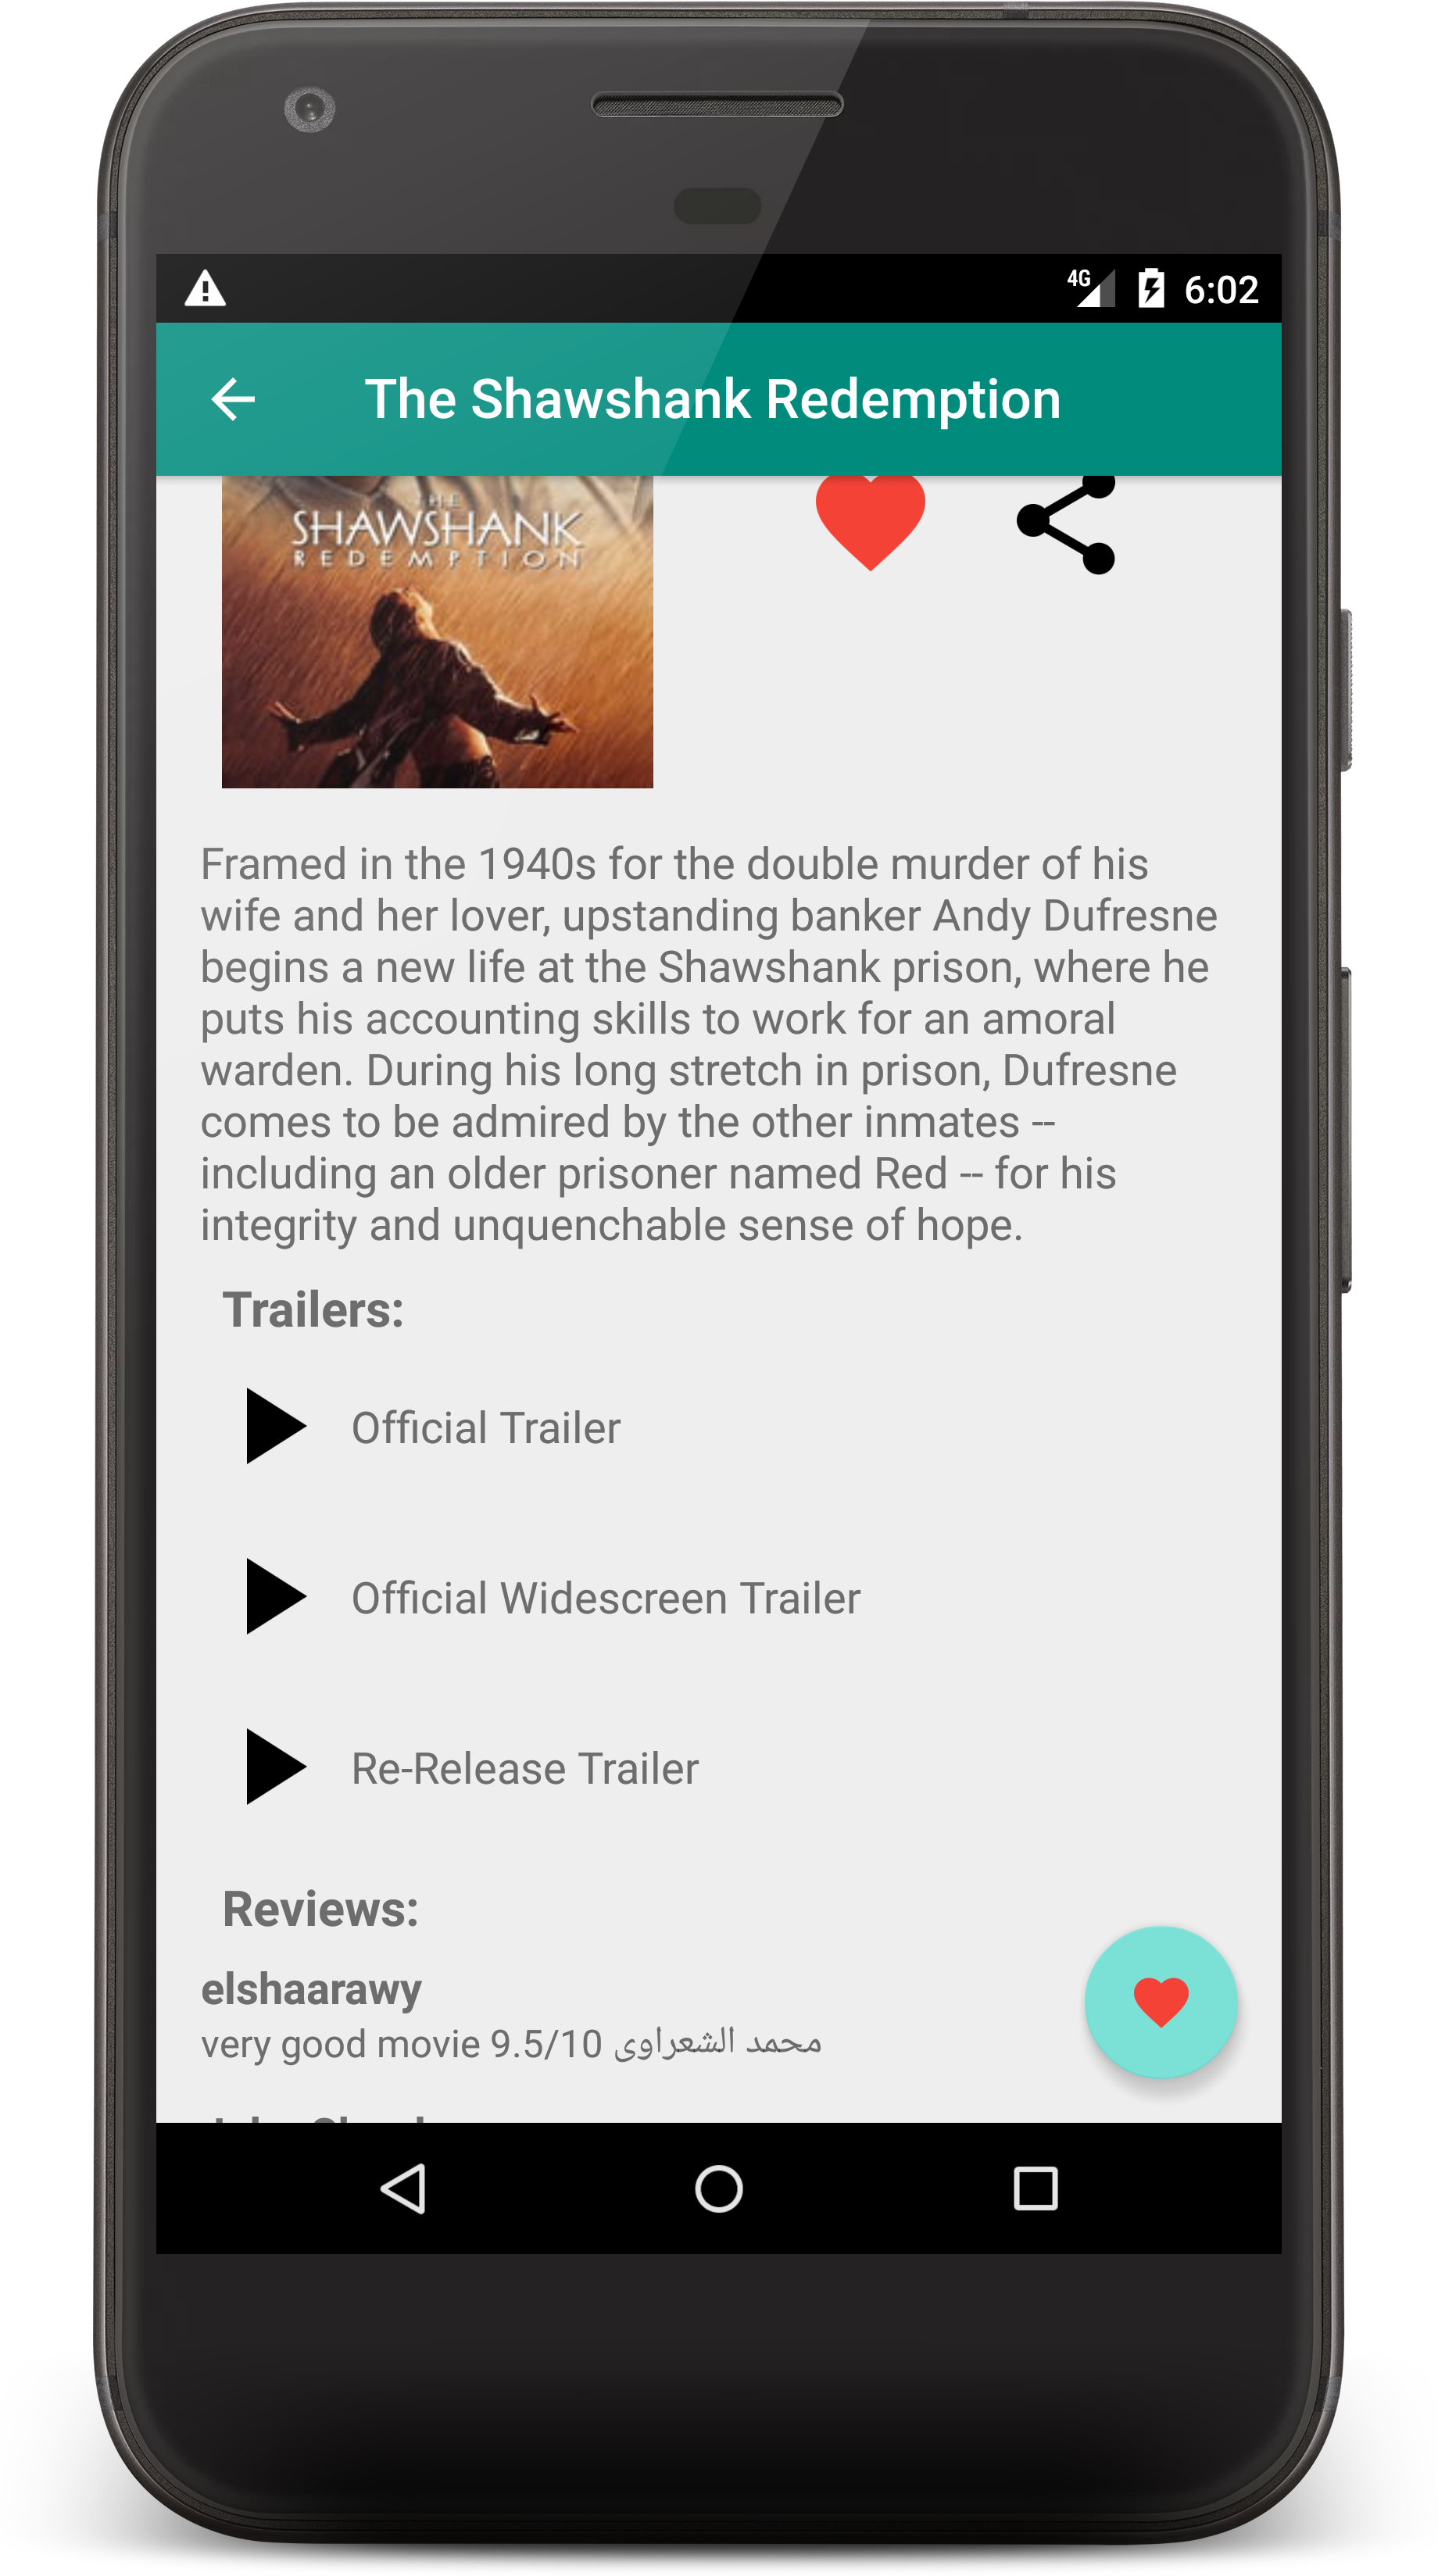 4G 6:02
The Shawshank Redemption
THE
SHAWSHANK
REDEMPTION
Framed in the 1940s for the double murder of his
wife and her lover, upstanding banker Andy Dufresne
begins a new life at the Shawshank prison, where he
puts his accounting skills to work for an amoral
warden. During his long stretch in prison, Dufresne
comes to be admired by the other inmates --
including an older prisoner named Red -- for his
integrity and unquenchable sense of hope.
Trailers:
Official Trailer
Official Widescreen Trailer
Re-Release Trailer
Reviews:
elshaarawy
very good movie 9.5/10 محمد الشعراوى